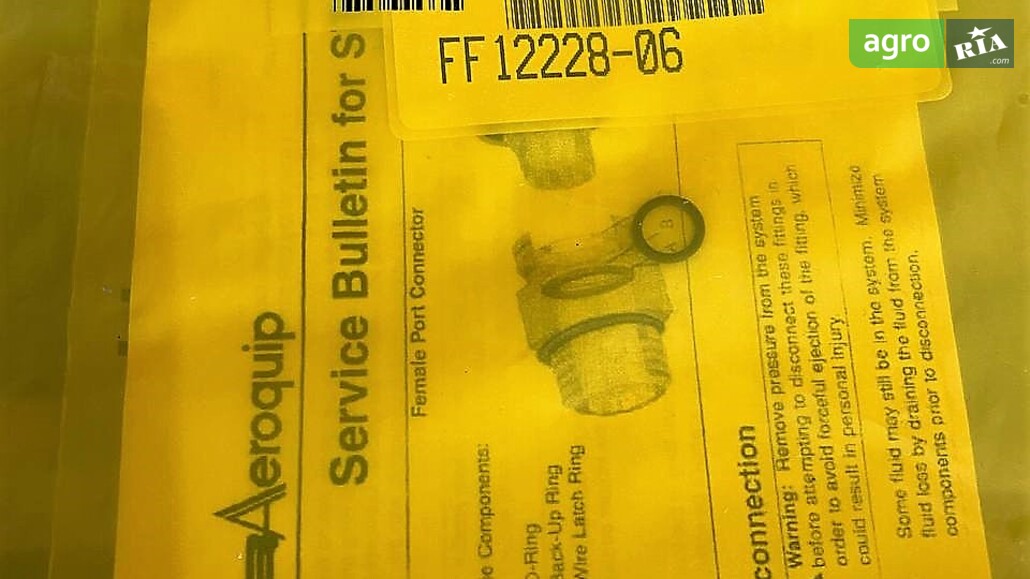 agro RIA
.com
FF12228-06
Aeroquip
Service Bulletin for S
Female Port Connector
A B
e Components:
O-Ring
Back-Up Ring
Wire Latch Ring
connection
Warning: Remove pressure from the system
before attempting to disconnect these fittings in
order to avoid forceful ejection of the fitting, which
could result in personal injury
Some fluid may still be in the system. Minimize
fluid loss by draining the fluid from the system
components prior to disconnection.